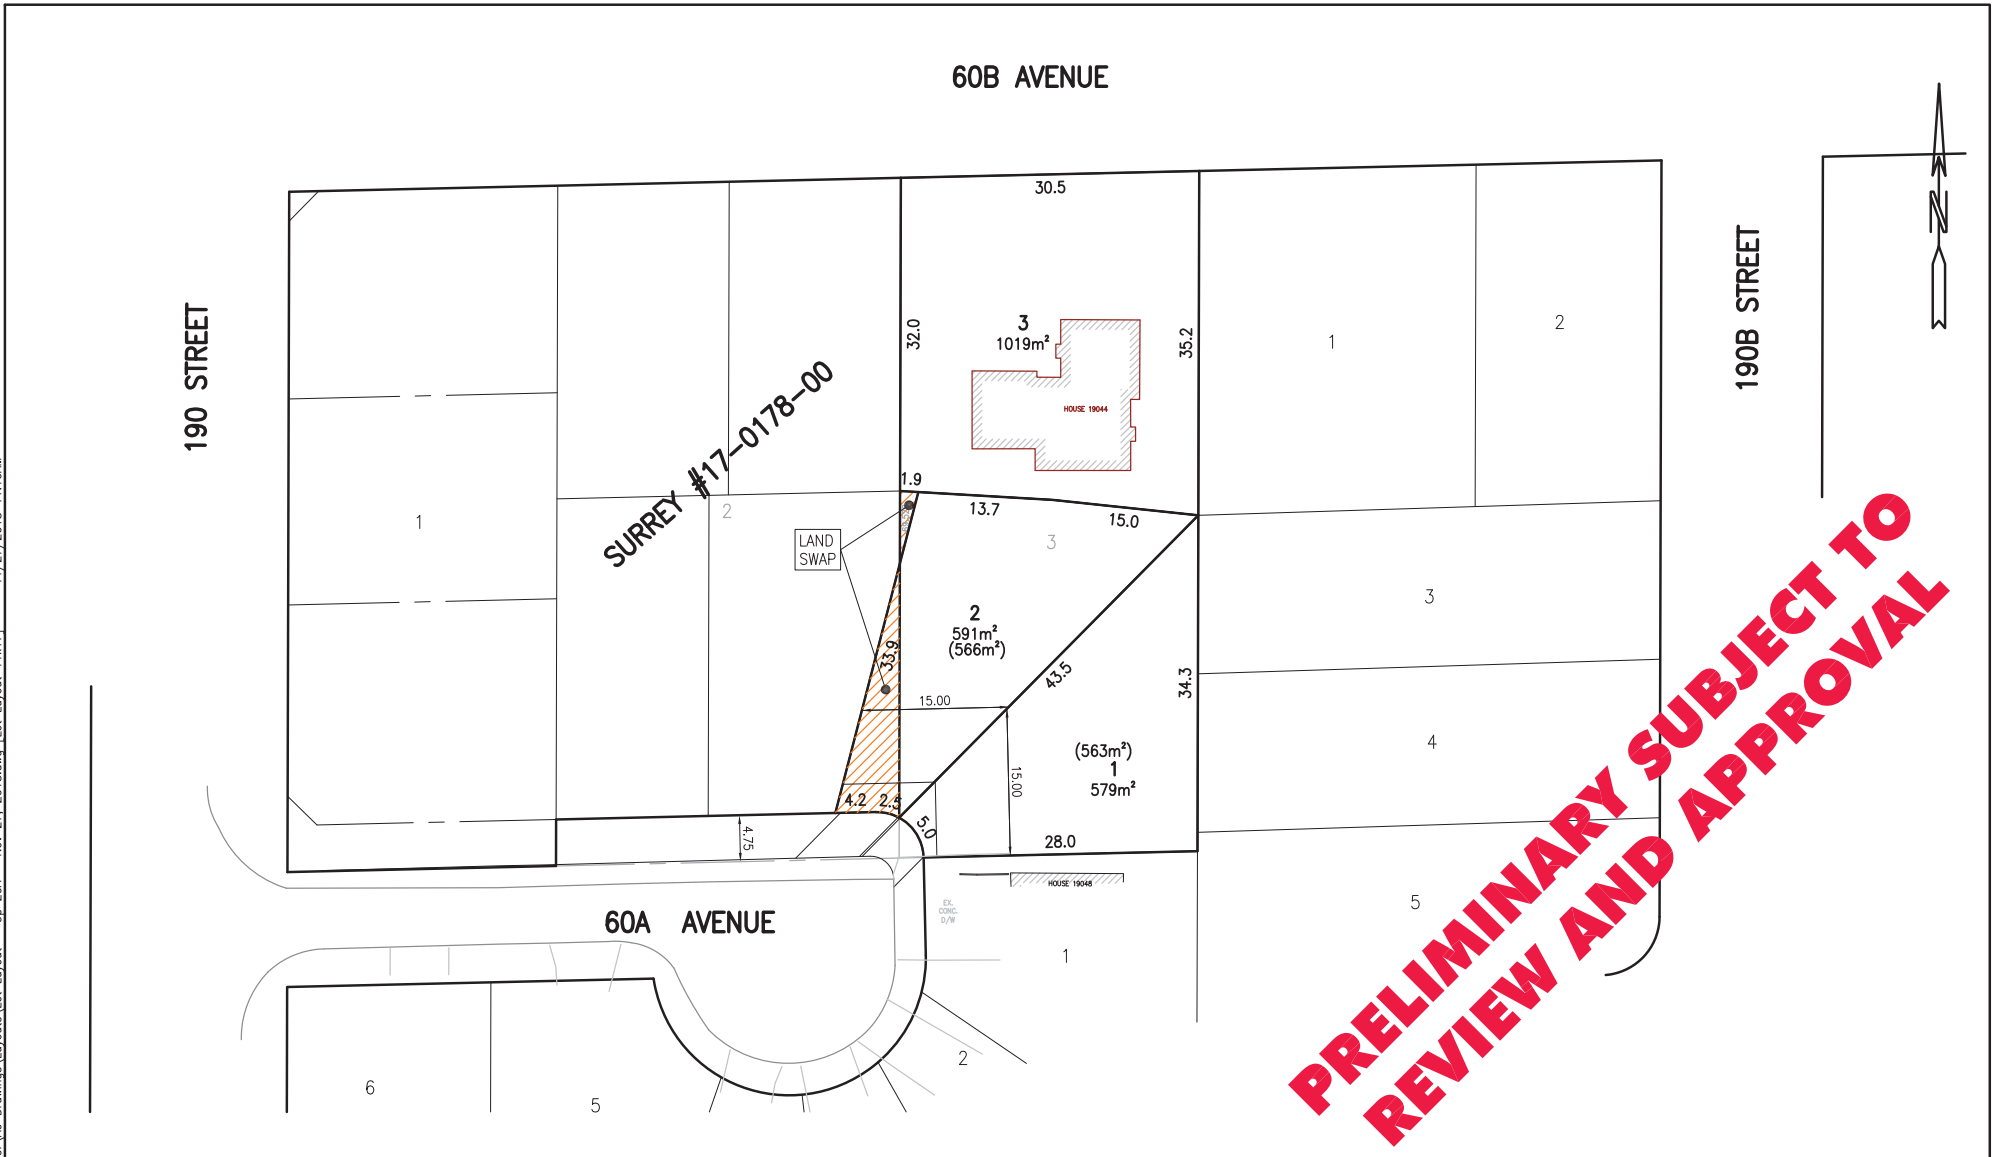 60B AVENUE
30.5
N
190 STREET
190B STREET
32.0
3
1019m²
35.2
1
2
HOUSE 19044
SURREY #17-0178-00
1.9
13.7
15.0
1
2
LAND
SWAP
3
3
2
591m²
(566m²)
33.9
43.5
34.3
15.00
15.00
(563m²)
1
579m²
4
4.2
2.5
5.0
4.75
28.0
HOUSE 19048
EX.
CONC.
D/W
60A AVENUE
1
5
2
6
5
PRELIMINARY SUBJECT TO
REVIEW AND APPROVAL